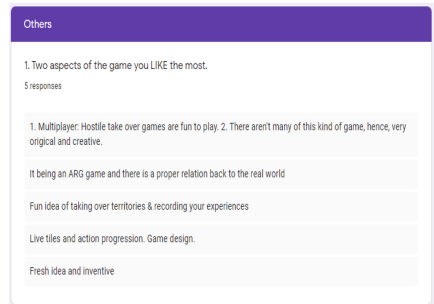 Others
1. Two aspects of the game you LIKE the most.
5 responses
1. Multiplayer: Hostile take over games are fun to play. 2. There aren't many of this kind of game, hence, very
origical and creative.
It being an ARG game and there is a proper relation back to the real world
Fun idea of taking over territories & recording your experiences
Live tiles and action progression. Game design.
Fresh idea and inventive